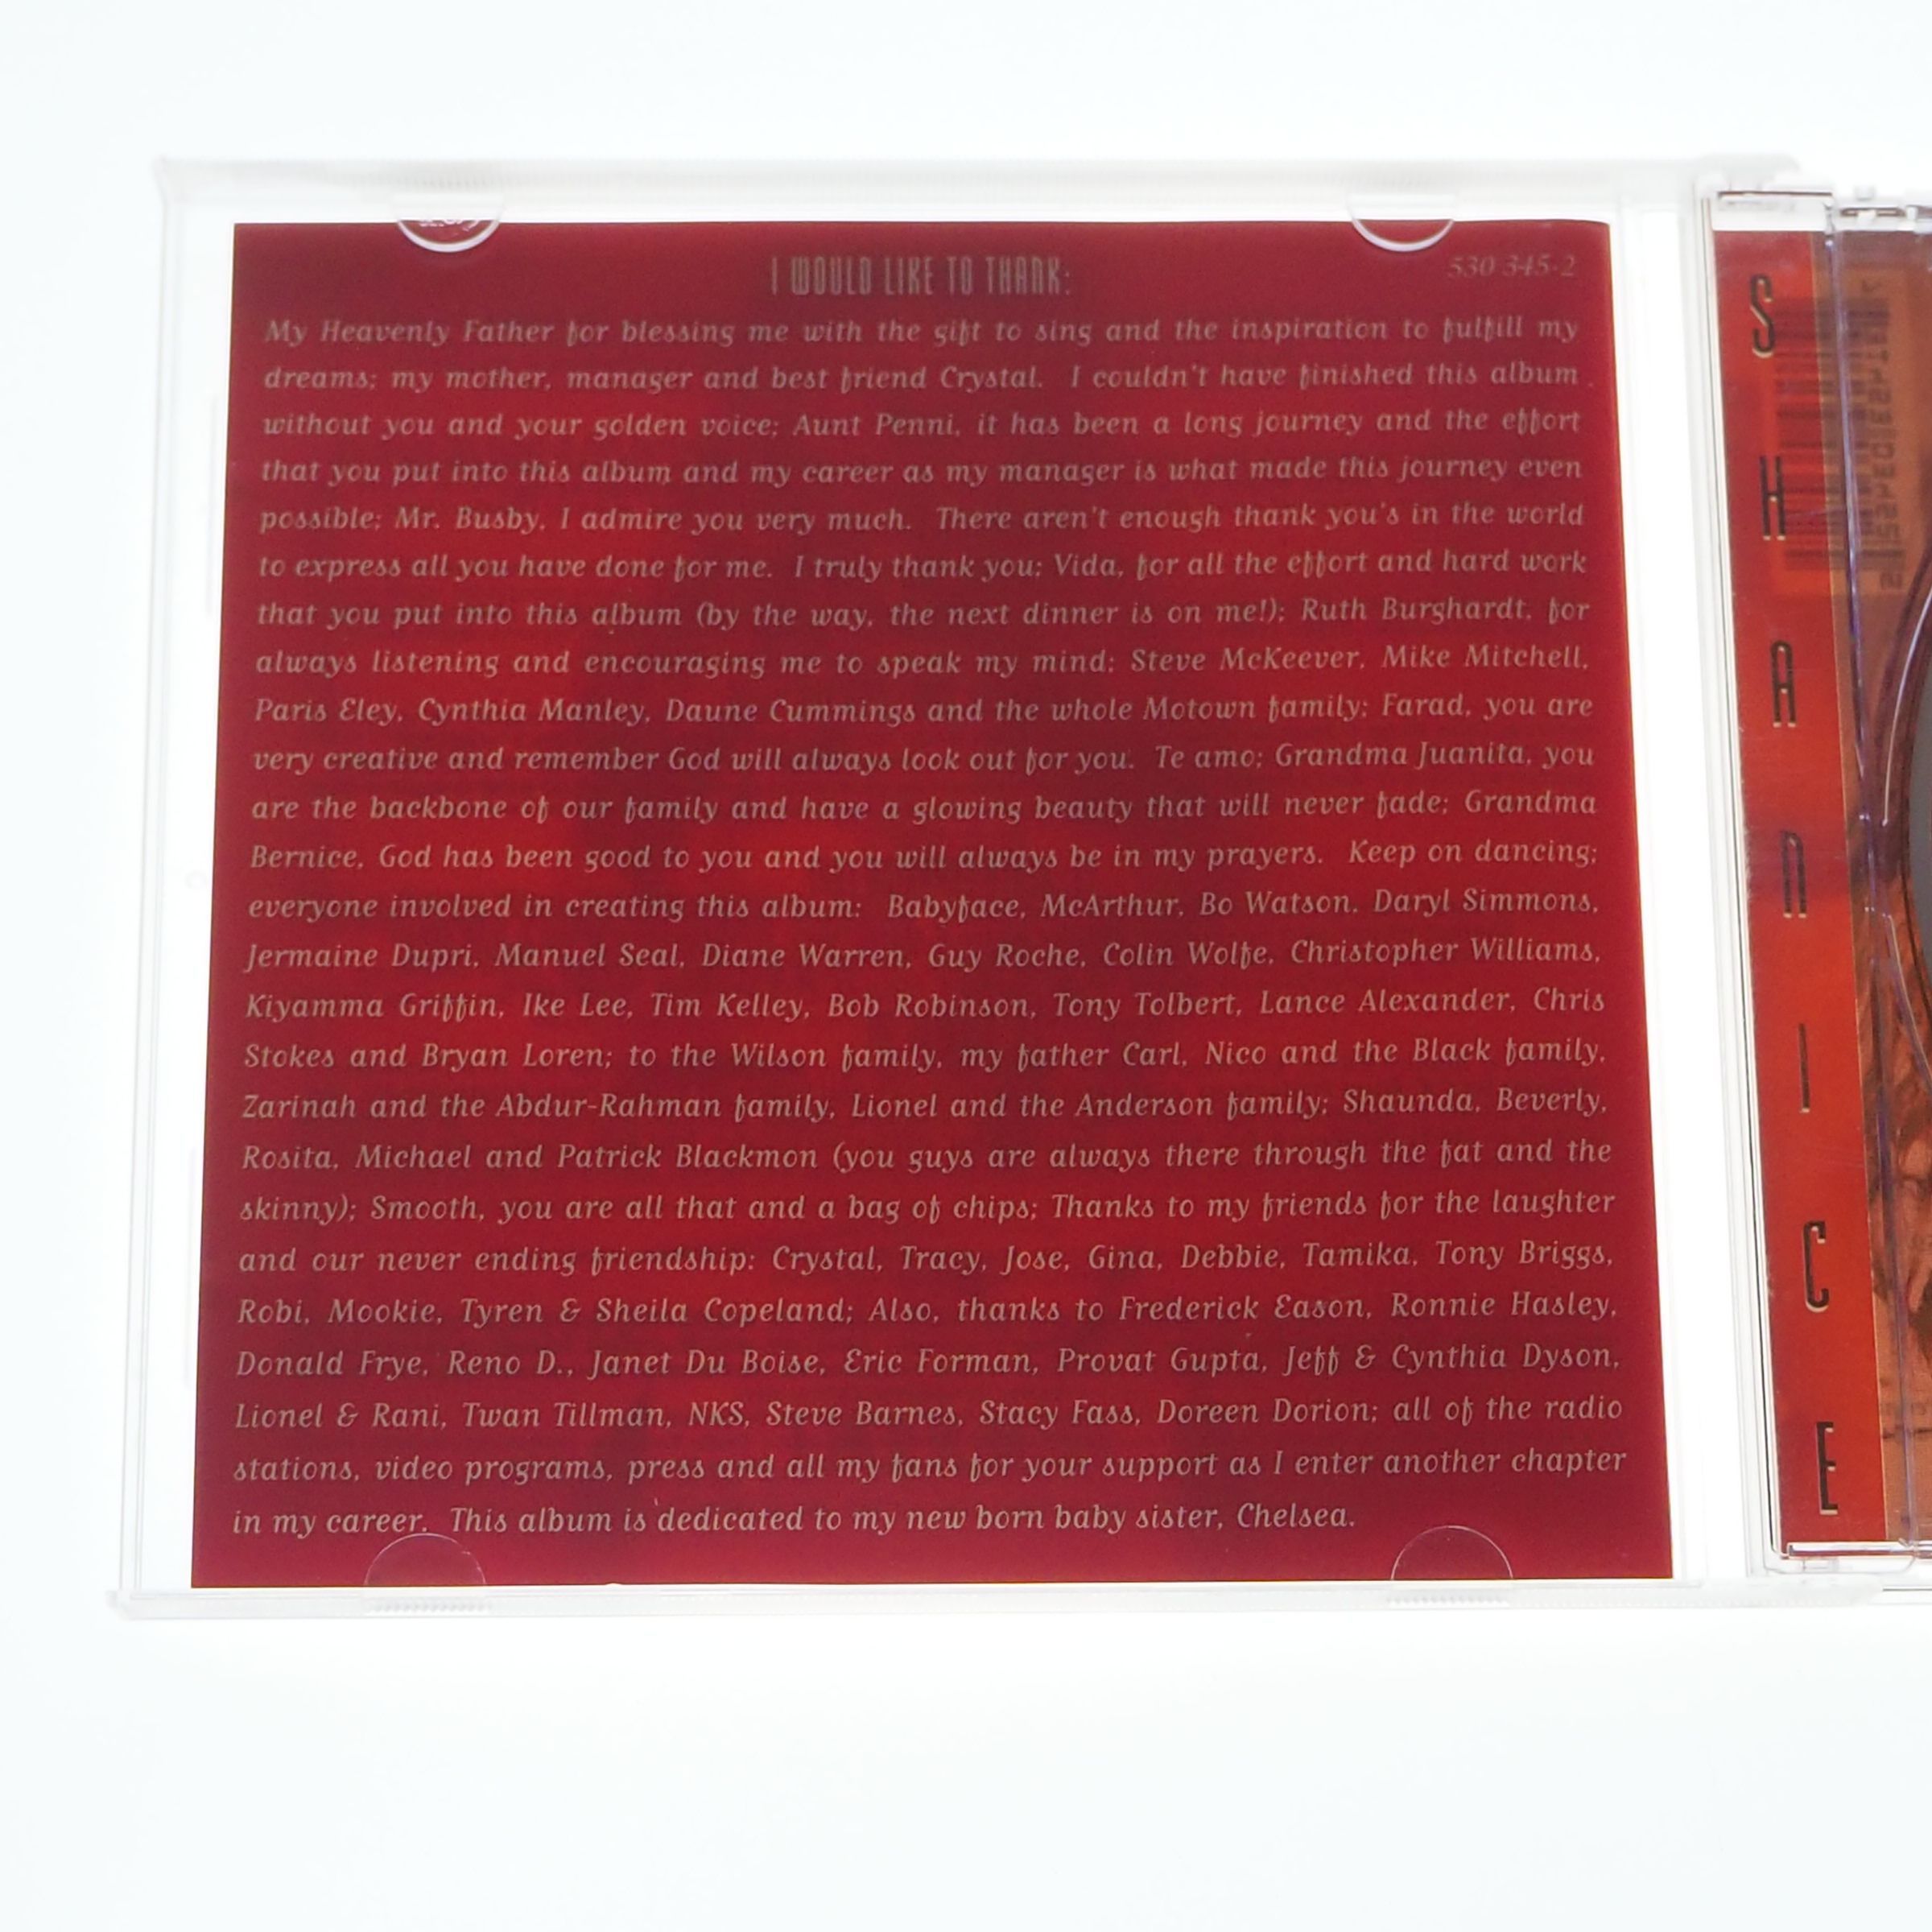 I WOULD LIKE TO THANK:
530 345-2
My Heavenly Father for blessing me with the gift to sing and the inspiration to fulfill my
dreams; my mother, manager and best friend Crystal. I couldn't have finished this album
without you and your golden voice; Aunt Penni, it has been a long journey and the effort
that you put into this album and my career as my manager is what made this journey even
possible; Mr. Busby, I admire you very much. There aren't enough thank you's in the world
to express all you have done for me. I truly thank you; Vida, for all the effort and hard work
that you put into this album (by the way, the next dinner is on me!); Ruth Burghardt, for
always listening and encouraging me to speak my mind; Steve McKeever, Mike Mitchell,
Paris Eley, Cynthia Manley, Daune Cummings and the whole Motown family; Farad, you are
very creative and remember God will always look out for you. Te amo; Grandma Juanita, you
are the backbone of our family and have a glowing beauty that will never fade; Grandma
Bernice, God has been good to you and you will always be in my prayers. Keep on dancing;
everyone involved in creating this album: Babyface, McArthur, Bo Watson, Daryl Simmons,
Jermaine Dupri, Manuel Seal, Diane Warren, Guy Roche, Colin Wolfe, Christopher Williams,
Kiyamma Griffin, Ike Lee, Tim Kelley, Bob Robinson, Tony Tolbert, Lance Alexander, Chris
Stokes and Bryan Loren; to the Wilson family, my father Carl, Nico and the Black family,
Zarinah and the Abdur-Rahman family, Lionel and the Anderson family; Shaunda, Beverly,
Rosita, Michael and Patrick Blackmon (you guys are always there through the fat and the
skinny); Smooth, you are all that and a bag of chips; Thanks to my friends for the laughter
and our never ending friendship: Crystal, Tracy, Jose, Gina, Debbie, Tamika, Tony Briggs,
Robi, Mookie, Tyren & Sheila Copeland; Also, thanks to Frederick Eason, Ronnie Hasley,
Donald Frye, Reno D., Janet Du Boise, Eric Forman, Provat Gupta, Jeff & Cynthia Dyson,
Lionel & Rani, Twan Tillman, NKS, Steve Barnes, Stacy Fass, Doreen Dorion; all of the radio
stations, video programs, press and all my fans for your support as I enter another chapter
in my career. This album is dedicated to my new born baby sister, Chelsea.
SHANICE